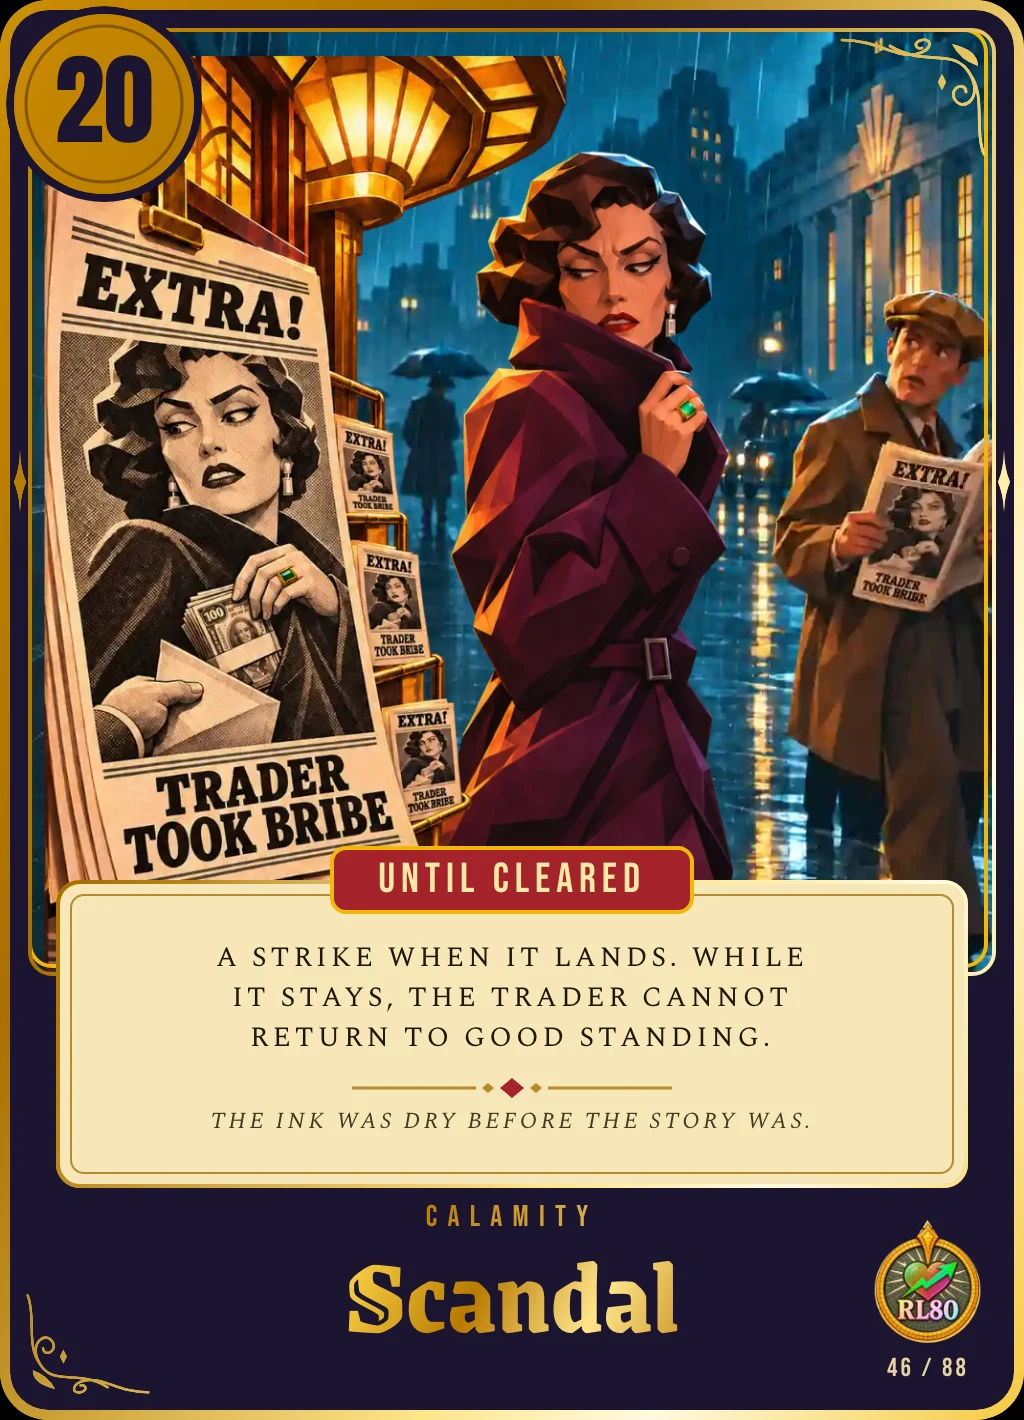 20
EXTRA!
100
TRADER
TOOK BRIBE
EXTRA!
TRADER
TOOK BRIBE
EXTRA!
TRADER
TOOK BRIBE
EXTRA!
TRADER
TOOK BRIBE
EXTRA!
TRADER
TOOK BRIBE
UNTIL CLEARED
A STRIKE WHEN IT LANDS. WHILE
IT STAYS, THE TRADER CANNOT
RETURN TO GOOD STANDING.
THE INK WAS DRY BEFORE THE STORY WAS.
CALAMITY
Scandal
RL80
46 / 88